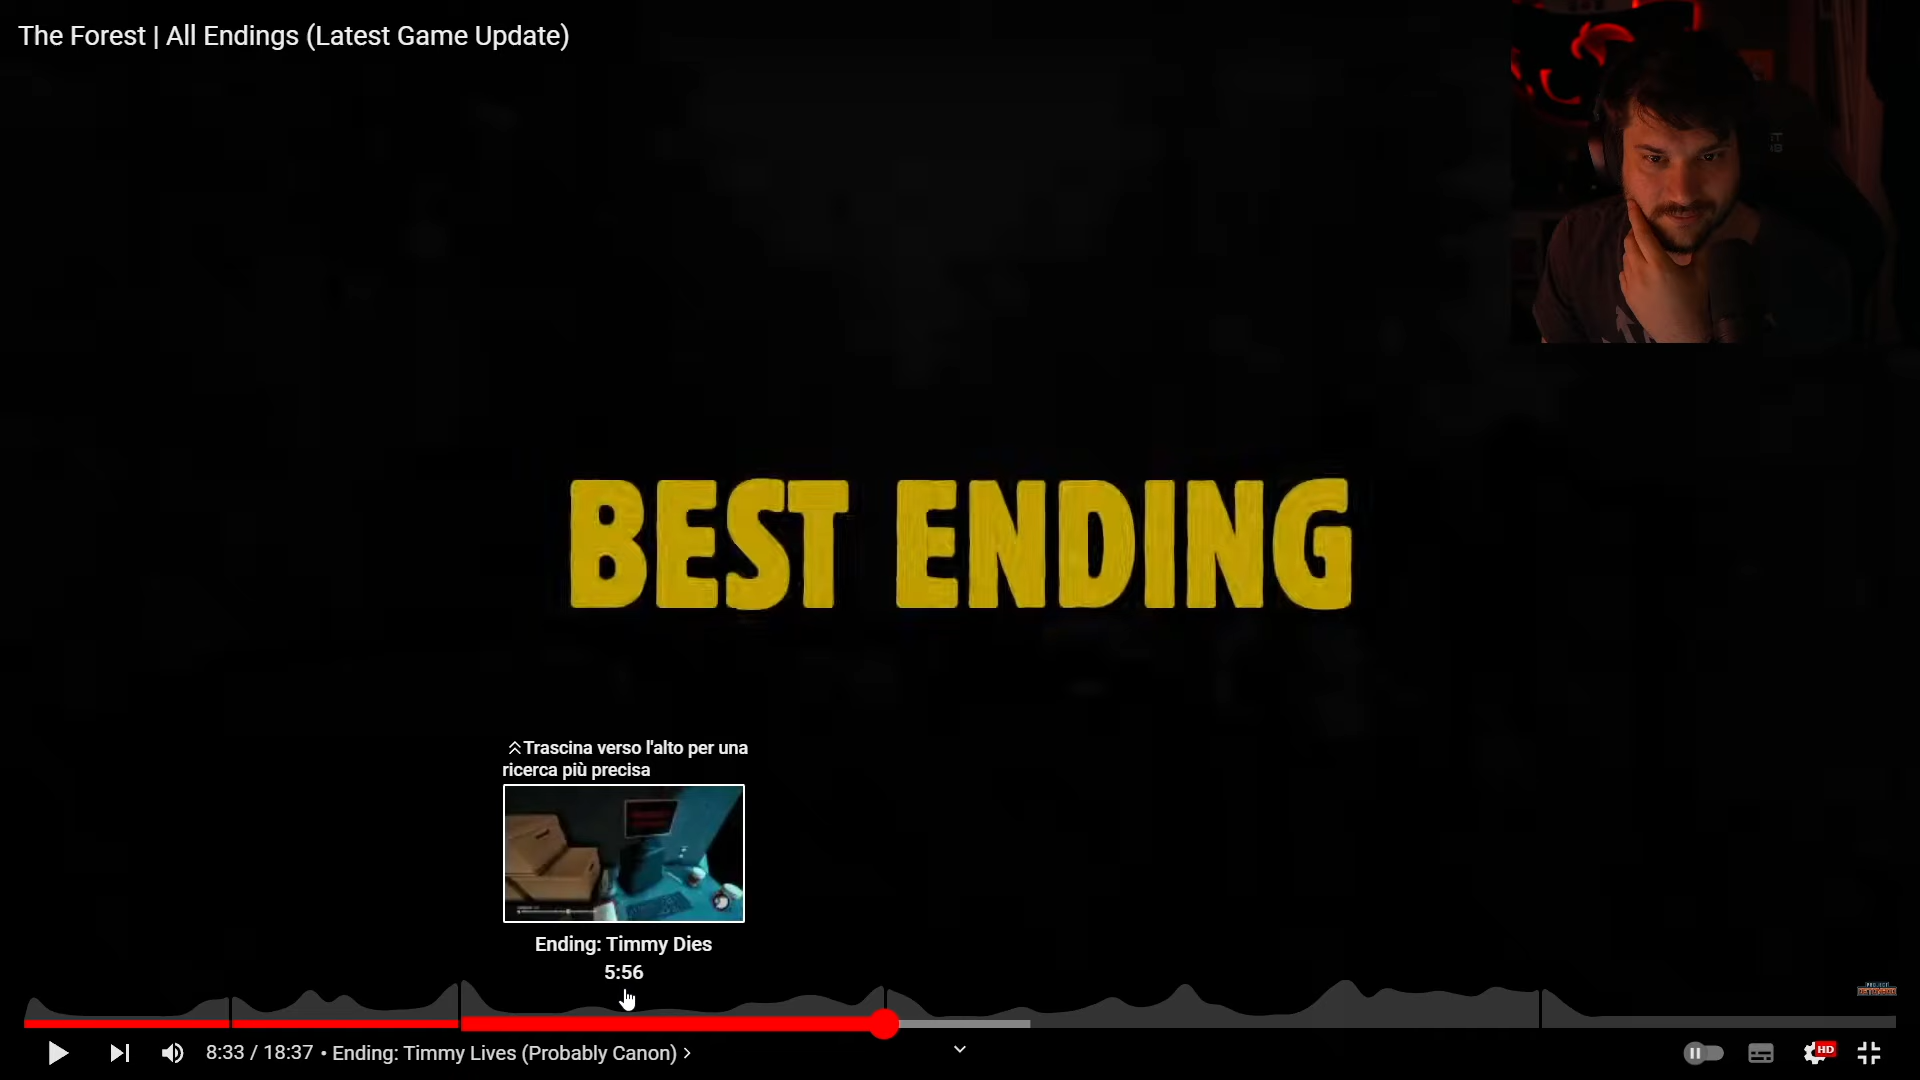 The Forest | All Endings (Latest Game Update)
BEST ENDING
Trascina verso l'alto per una
ricerca più precisa
Ending: Timmy Dies
5:56
8:33 / 18:37 • Ending: Timmy Lives (Probably Canon)
HD